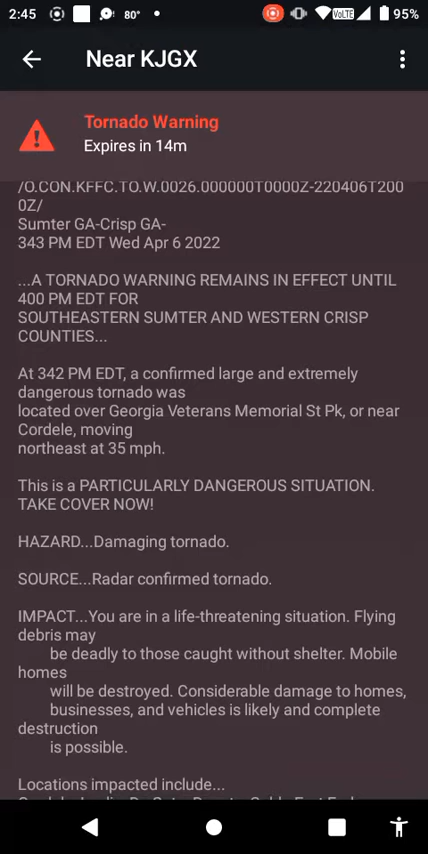 2:45
80°
VoLTE
95%
Near KJGX
Tornado Warning
Expires in 14m
/O.CON.KFFC.TO.W.0026.000000T0000Z-220406T200
0Z/
Sumter GA-Crisp GA-
343 PM EDT Wed Apr 6 2022
...A TORNADO WARNING REMAINS IN EFFECT UNTIL
400 PM EDT FOR
SOUTHEASTERN SUMTER AND WESTERN CRISP
COUNTIES...
At 342 PM EDT, a confirmed large and extremely
dangerous tornado was
located over Georgia Veterans Memorial St Pk, or near
Cordele, moving
northeast at 35 mph.
This is a PARTICULARLY DANGEROUS SITUATION.
TAKE COVER NOW!
HAZARD...Damaging tornado.
SOURCE...Radar confirmed tornado.
IMPACT...You are in a life-threatening situation. Flying
debris may
be deadly to those caught without shelter. Mobile
homes
will be destroyed. Considerable damage to homes,
businesses, and vehicles is likely and complete
destruction
is possible.
Locations impacted include...